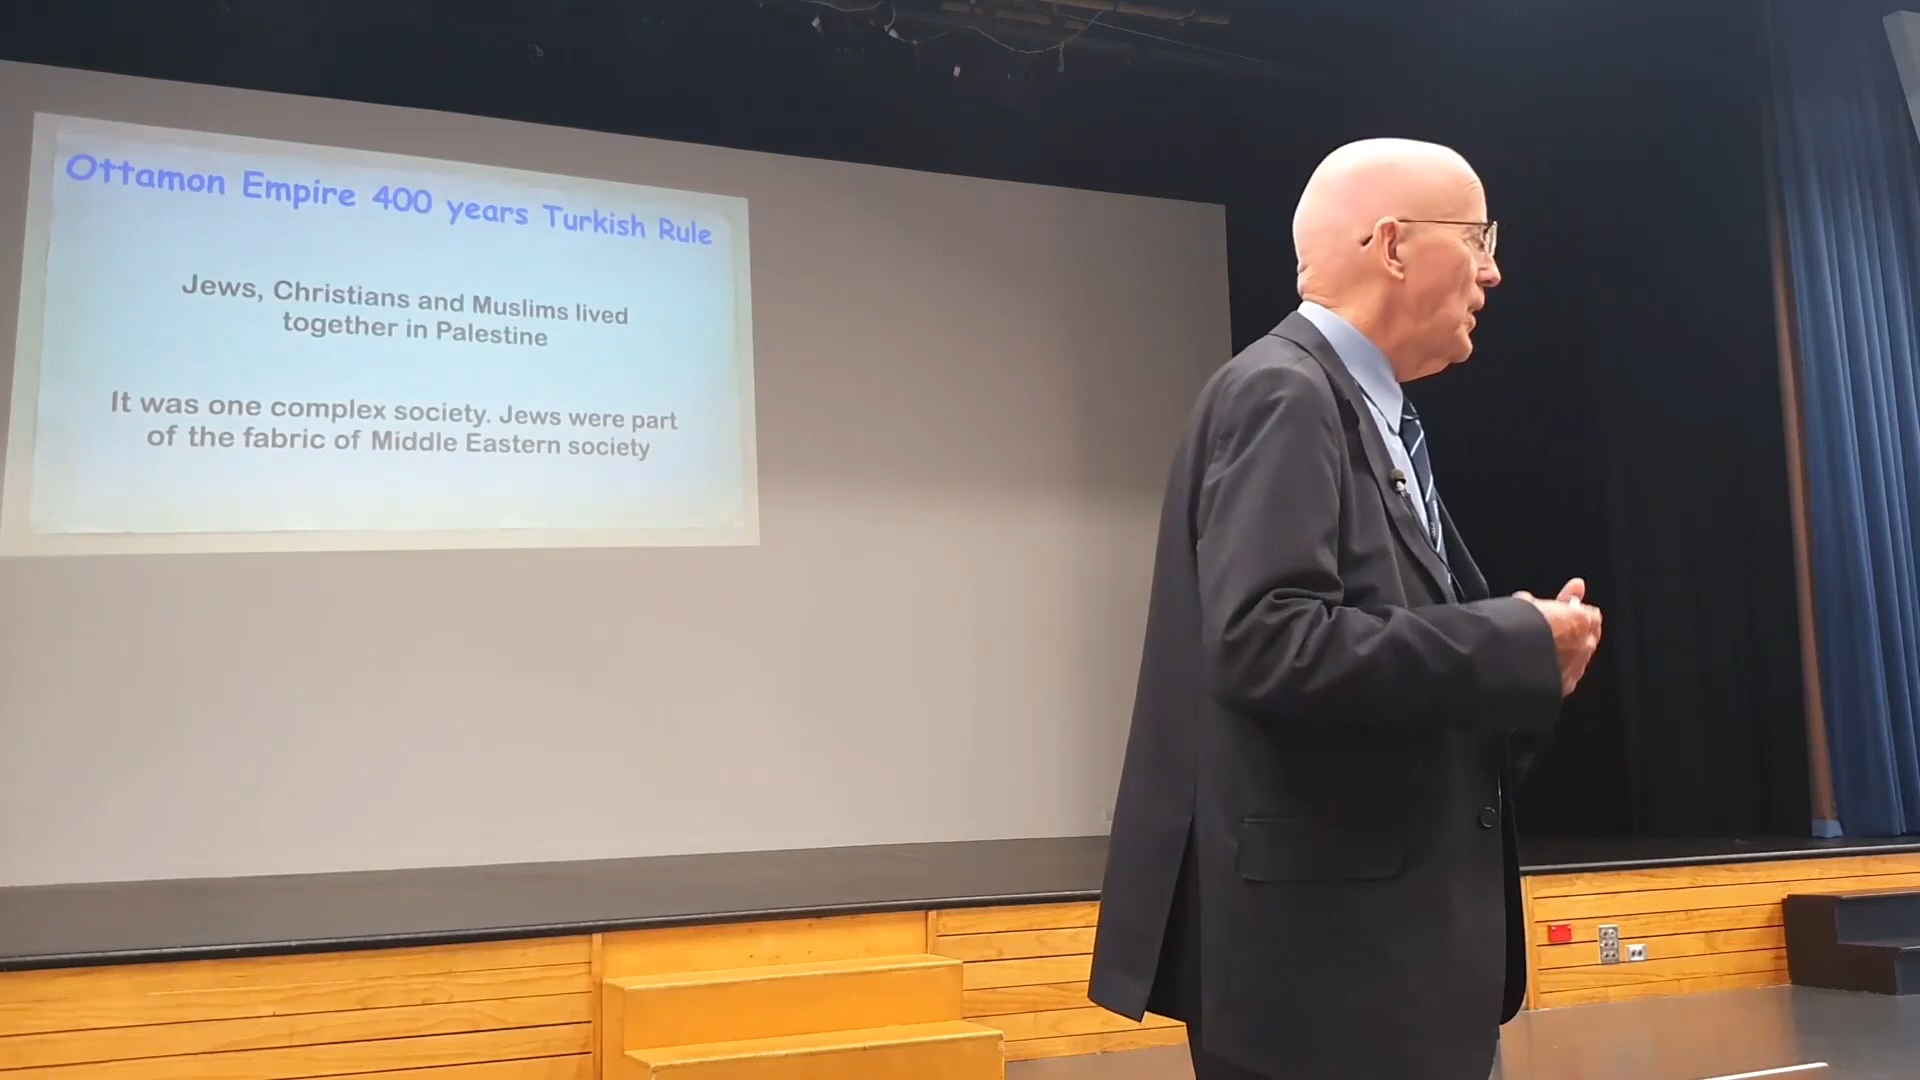 Ottamon Empire 400 years Turkish Rule
Jews, Christians and Muslims lived
together in Palestine
It was one complex society. Jews were part
of the fabric of Middle Eastern society